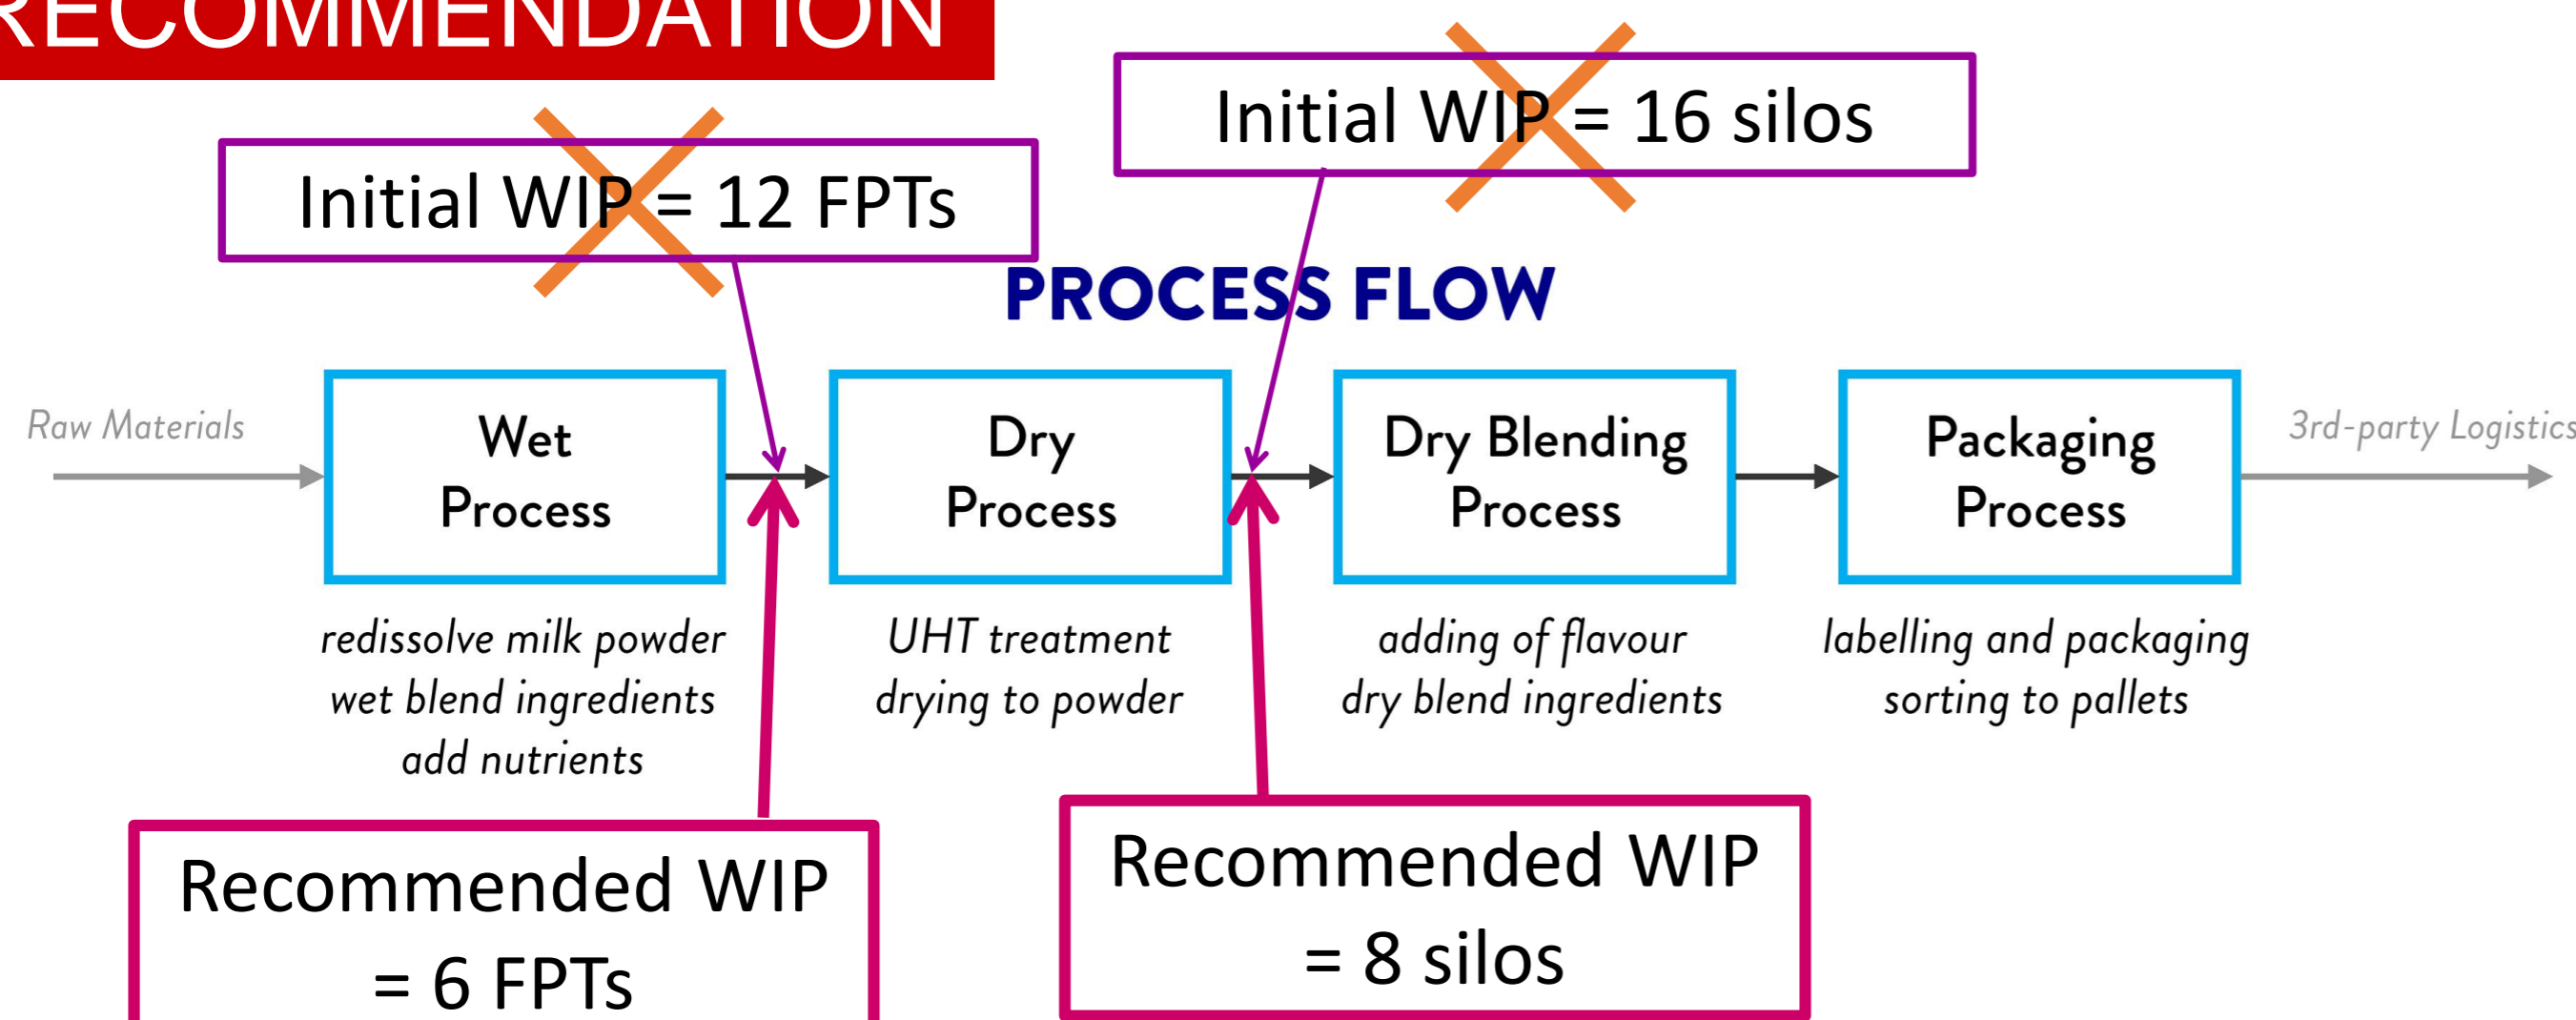 RECOMMENDATION
Initial WIP = 16 silos
Initial WIP = 12 FPTs
PROCESS FLOW
Raw Materials
Wet
Process
Dry
Process
Dry Blending
Process
Packaging
Process
3rd-party Logistics
redissolve milk powder
wet blend ingredients
add nutrients
UHT treatment
drying to powder
adding of flavour
dry blend ingredients
labelling and packaging
sorting to pallets
Recommended WIP
= 6 FPTs
Recommended WIP
= 8 silos